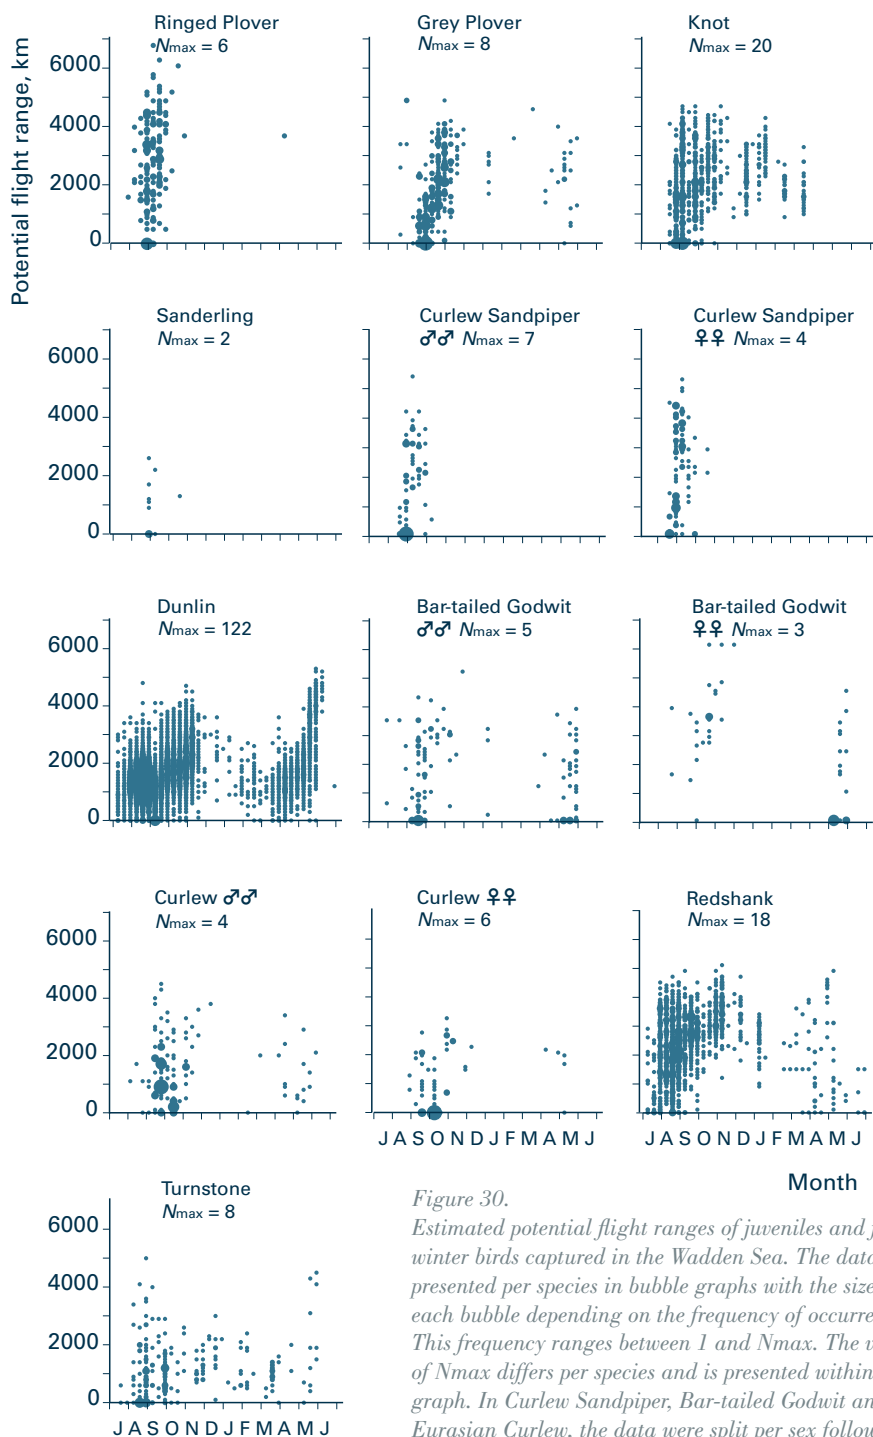 Potential flight range, km
Ringed Plover
Nmax = 6
Grey Plover
Nmax = 8
Knot
Nmax = 20
6000
4000
2000
0
Sanderling
Nmax = 2
Curlew Sandpiper
♂♂ Nmax = 7
Curlew Sandpiper
♀♀ Nmax = 4
6000
4000
2000
0
Dunlin
Nmax = 122
Bar-tailed Godwit
♂♂ Nmax = 5
Bar-tailed Godwit
♀♀ Nmax = 3
6000
4000
2000
0
Curlew ♂♂
Nmax = 4
Curlew ♀♀
Nmax = 6
Redshank
Nmax = 18
6000
4000
2000
0
J A S O N D J F M A M J
J A S O N D J F M A M J
Month
Turnstone
Nmax = 8
6000
4000
2000
0
J A S O N D J F M A M J
Figure 30.
Estimated potential flight ranges of juveniles and
winter birds captured in the Wadden Sea. The data
presented per species in bubble graphs with the size
each bubble depending on the frequency of
This frequency ranges between 1 and Nmax. The
of Nmax differs per species and is presented within
graph. In Curlew Sandpiper, Bar-tailed Godwit
Eurasian Curlew, the data were split per sex